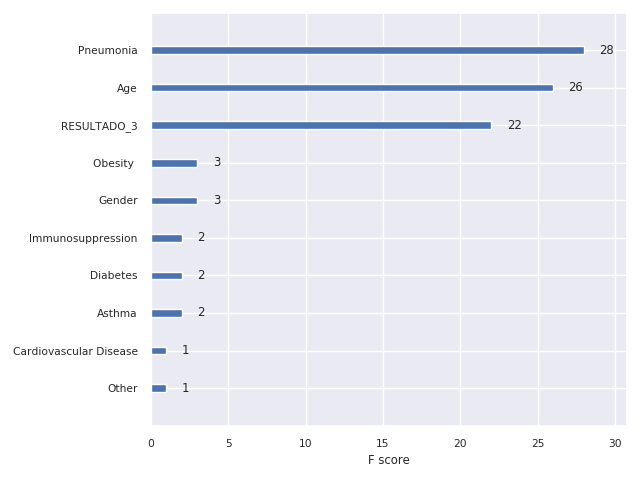 Pneumonia 28
Age 26
RESULTADO_3 22
Obesity 3
Gender 3
Immunosuppression 2
Diabetes 2
Asthma 2
Cardiovascular Disease 1
Other 1
0 5 10 15 20 25 30
F score